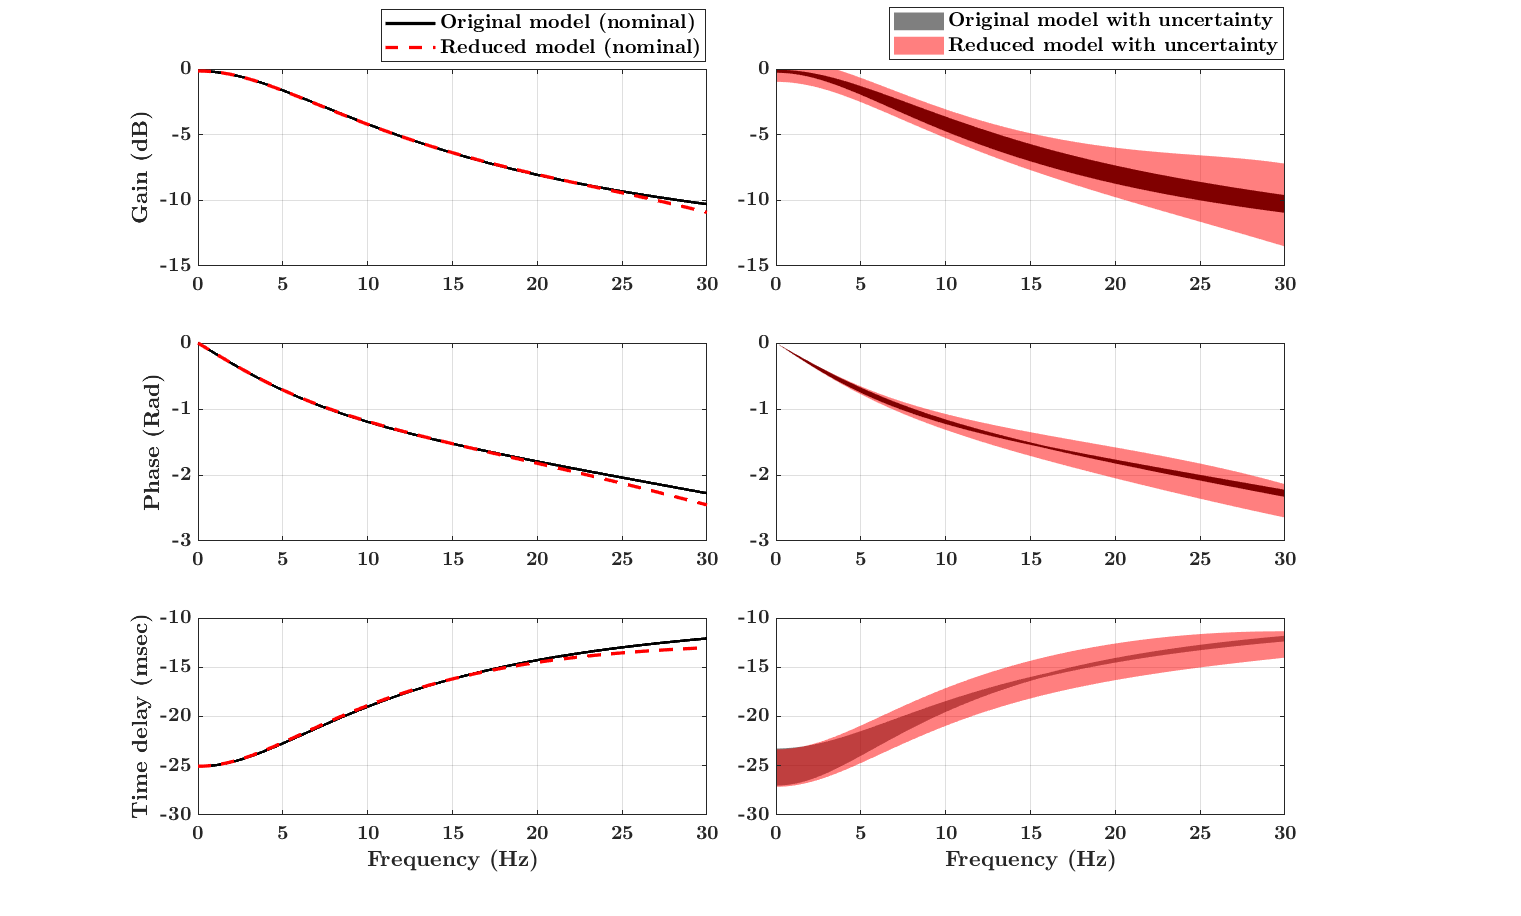 Original model (nominal)
Reduced model (nominal)
Original model with uncertainty
Reduced model with uncertainty
Gain (dB)
0
-5
-10
-15
0 5 10 15 20 25 30
0
-5
-10
-15
0 5 10 15 20 25 30
Phase (Rad)
0
-1
-2
-3
0 5 10 15 20 25 30
0
-1
-2
-3
0 5 10 15 20 25 30
Time delay (msec)
-10
-15
-20
-25
-30
0 5 10 15 20 25 30
Frequency (Hz)
-10
-15
-20
-25
-30
0 5 10 15 20 25 30
Frequency (Hz)